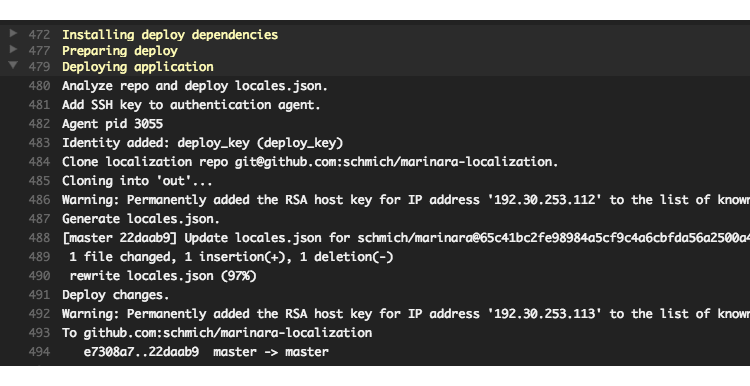 472 Installing deploy dependencies
477 Preparing deploy
479 Deploying application
480 Analyze repo and deploy locales.json.
481 Add SSH key to authentication agent.
482 Agent pid 3055
483 Identity added: deploy_key (deploy_key)
484 Clone localization repo git@github.com:schmich/marinara-localization.
485 Cloning into 'out'...
486 Warning: Permanently added the RSA host key for IP address '192.30.253.112' to the list of known
487 Generate locales.json.
488 [master 22daab9] Update locales.json for schmich/marinara@65c41bc2fe98984a5cf9c4a6cbfda56a2500a4
489 1 file changed, 1 insertion(+), 1 deletion(-)
490 rewrite locales.json (97%)
491 Deploy changes.
492 Warning: Permanently added the RSA host key for IP address '192.30.253.113' to the list of known
493 To github.com:schmich/marinara-localization
494 e7308a7..22daab9 master -> master